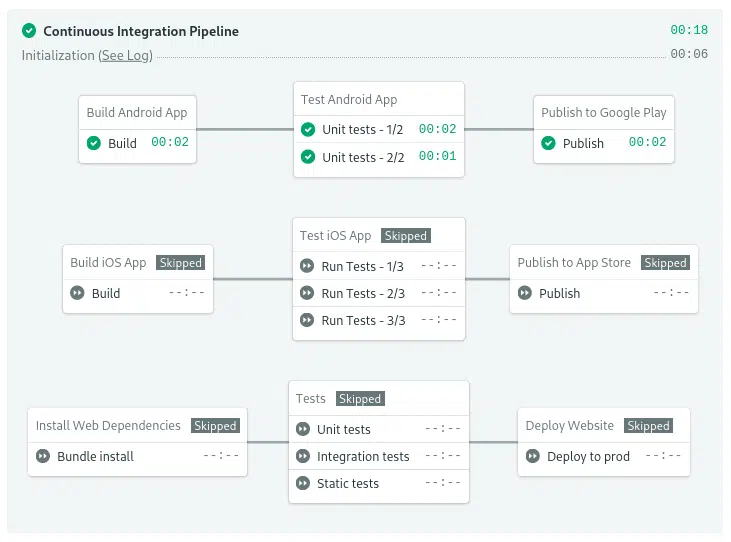 Continuous Integration Pipeline 00:18
Initialization (See Log) 00:06
Build Android App
Build 00:02
Test Android App
Unit tests - 1/2 00:02
Unit tests - 2/2 00:01
Publish to Google Play
Publish 00:02
Build iOS App Skipped
Build --:--
Test iOS App Skipped
Run Tests - 1/3 --:--
Run Tests - 2/3 --:--
Run Tests - 3/3 --:--
Publish to App Store Skipped
Publish --:--
Install Web Dependencies Skipped
Bundle install --:--
Tests Skipped
Unit tests --:--
Integration tests --:--
Static tests --:--
Deploy Website Skipped
Deploy to prod --:--